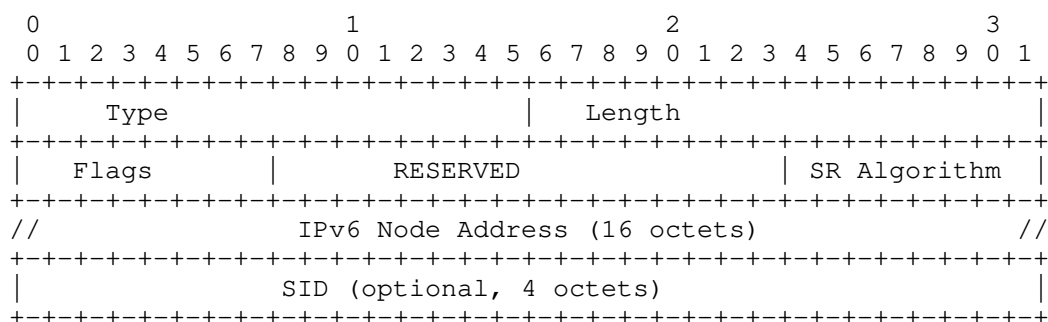 0 1 2 3
0 1 2 3 4 5 6 7 8 9 0 1 2 3 4 5 6 7 8 9 0 1 2 3 4 5 6 7 8 9 0 1
+-+-+-+-+-+-+-+-+-+-+-+-+-+-+-+-+-+-+-+-+-+-+-+-+-+-+-+-+-+-+-+-+
| Type | Length |
+-+-+-+-+-+-+-+-+-+-+-+-+-+-+-+-+-+-+-+-+-+-+-+-+-+-+-+-+-+-+-+-+
| Flags | RESERVED | SR Algorithm |
+-+-+-+-+-+-+-+-+-+-+-+-+-+-+-+-+-+-+-+-+-+-+-+-+-+-+-+-+-+-+-+-+
// IPv6 Node Address (16 octets) //
+-+-+-+-+-+-+-+-+-+-+-+-+-+-+-+-+-+-+-+-+-+-+-+-+-+-+-+-+-+-+-+-+
| SID (optional, 4 octets) |
+-+-+-+-+-+-+-+-+-+-+-+-+-+-+-+-+-+-+-+-+-+-+-+-+-+-+-+-+-+-+-+-+